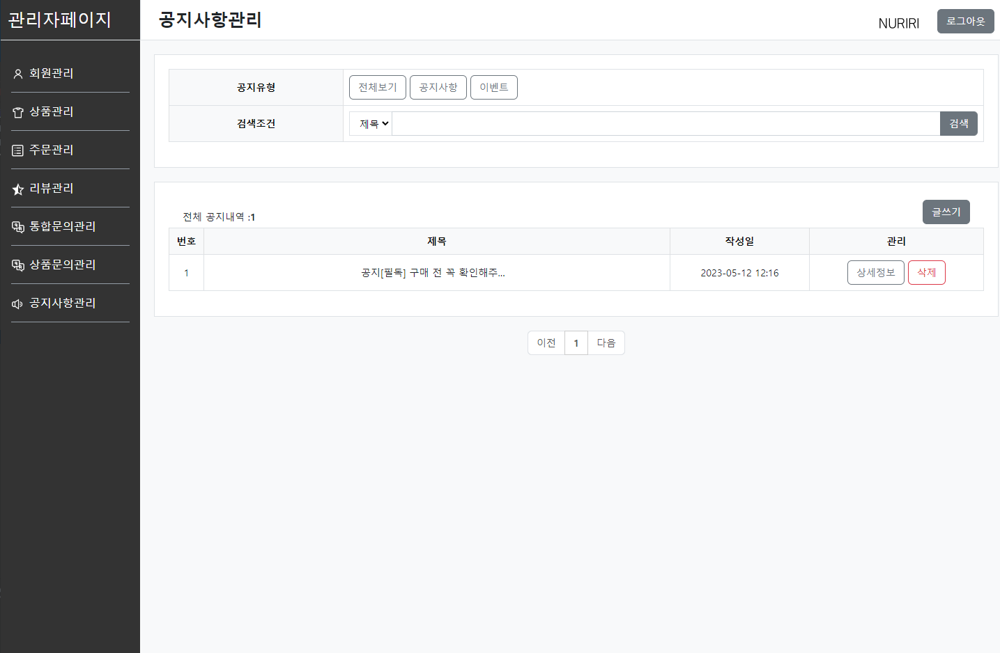 관리자페이지
공지사항관리
NURIRI
로그아웃
회원관리
상품관리
주문관리
리뷰관리
통합문의관리
상품문의관리
공지사항관리
공지유형 전체보기 공지사항 이벤트
검색조건 제목 검색
전체 공지내역 :1
글쓰기
번호 제목 작성일 관리
1 공지[필독] 구매 전 꼭 확인해주... 2023-05-12 12:16 상세정보 삭제
이전 1 다음